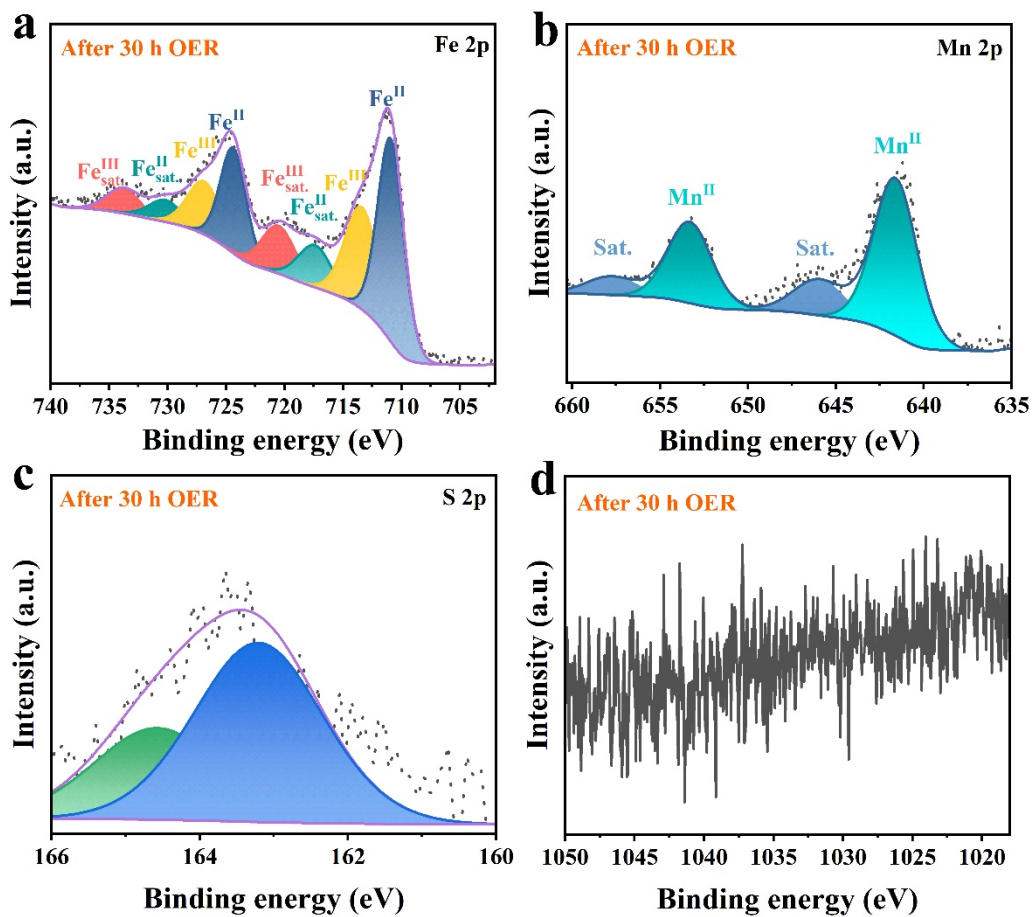 a
After 30 h OER
Fe 2p
Fe^III_sat.
Fe^II_sat.
Fe^III
Fe^II
Fe^III_sat.
Fe^II_sat.
Fe^III
Fe^II
Intensity (a.u.)
740 735 730 725 720 715 710 705
Binding energy (eV)
b
After 30 h OER
Mn 2p
Sat.
Mn^II
Sat.
Mn^II
Intensity (a.u.)
660 655 650 645 640 635
Binding energy (eV)
c
After 30 h OER
S 2p
Intensity (a.u.)
166 164 162 160
Binding energy (eV)
d
After 30 h OER
Intensity (a.u.)
1050 1045 1040 1035 1030 1025 1020
Binding energy (eV)